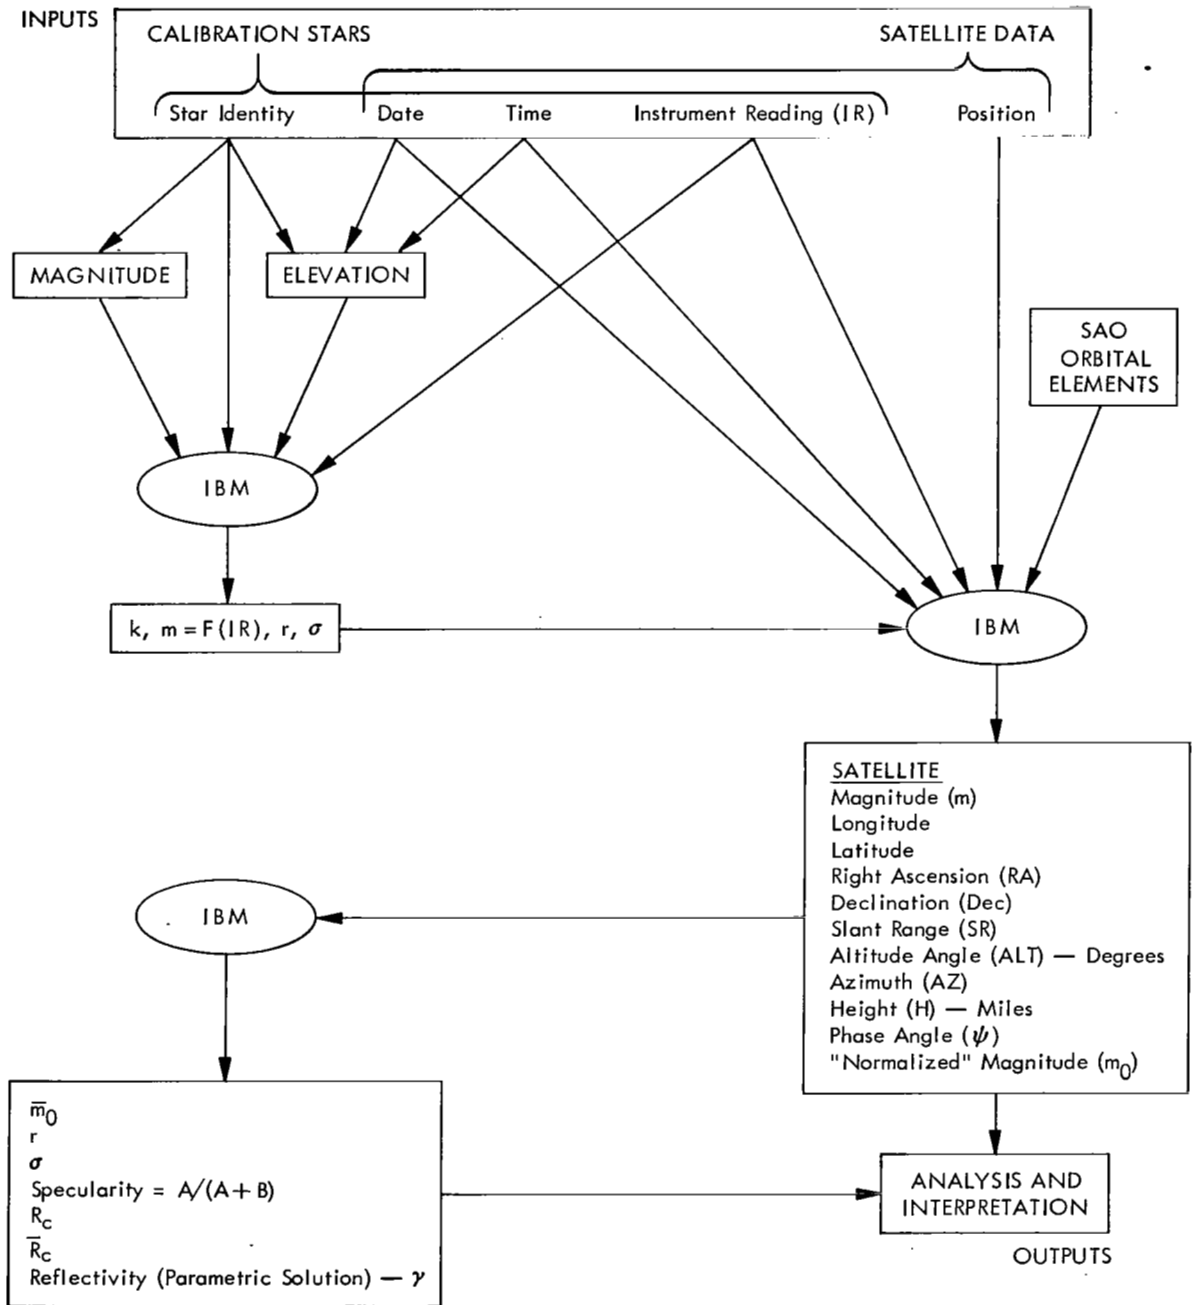 INPUTS
CALIBRATION STARS
SATELLITE DATA
Star Identity
Date
Time
Instrument Reading (IR)
Position
MAGNITUDE
ELEVATION
SAO
ORBITAL
ELEMENTS
IBM
k, m = F(IR), r, σ
IBM
SATELLITE
Magnitude (m)
Longitude
Latitude
Right Ascension (RA)
Declination (Dec)
Slant Range (SR)
Altitude Angle (ALT) — Degrees
Azimuth (AZ)
Height (H) — Miles
Phase Angle (ψ)
"Normalized" Magnitude (m₀)
IBM
m̅₀
r
σ
Specularity = A/(A+B)
R_c
R̅_c
Reflectivity (Parametric Solution) — γ
ANALYSIS AND
INTERPRETATION
OUTPUTS